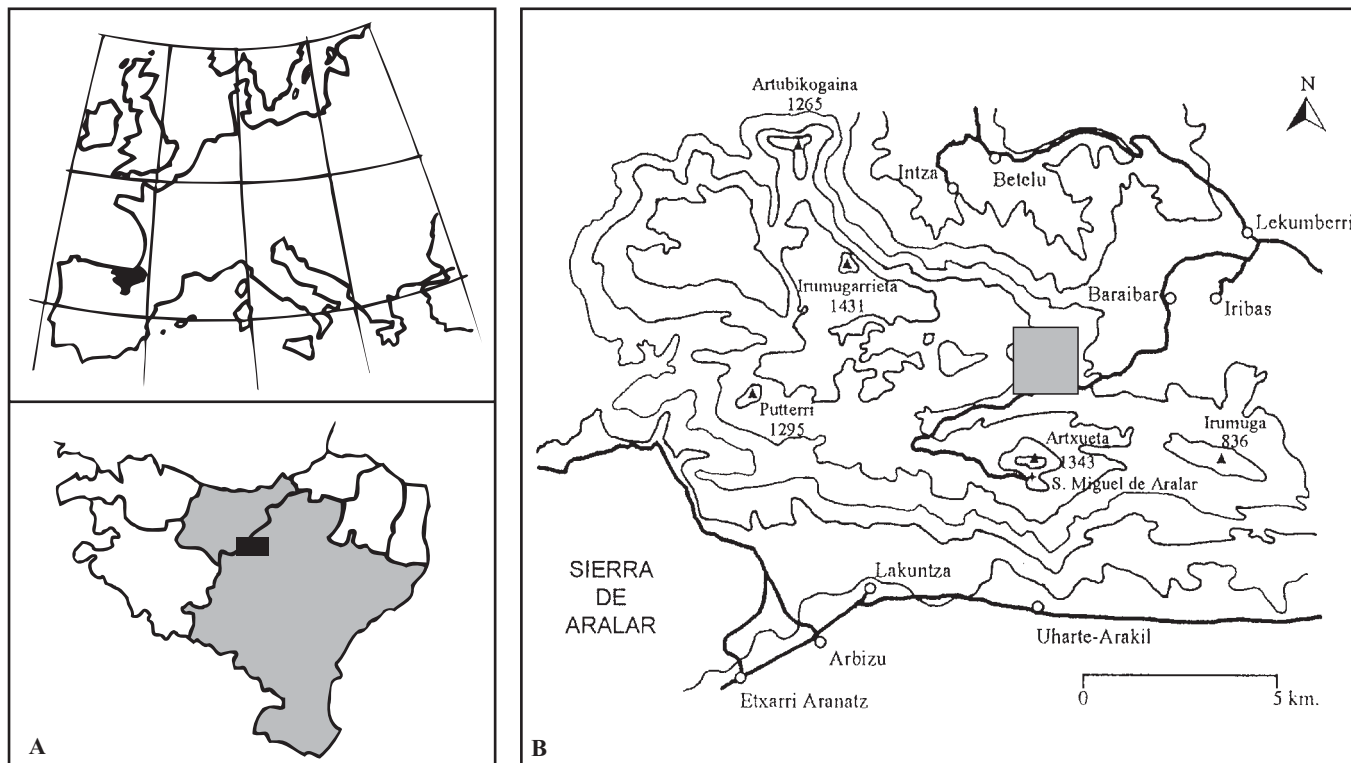 A
B
N
Artubikogaina
1265
Intza
Betelu
Lekumberri
Irumugarrieta
1431
Baraibar
Iribas
Putterri
1295
Artxueta
1343
Irumuga
836
S. Miguel de Aralar
SIERRA
DE
ARALAR
Lakuntza
Uharte-Arakil
Arbizu
Etxarri Aranatz
0 5 km.